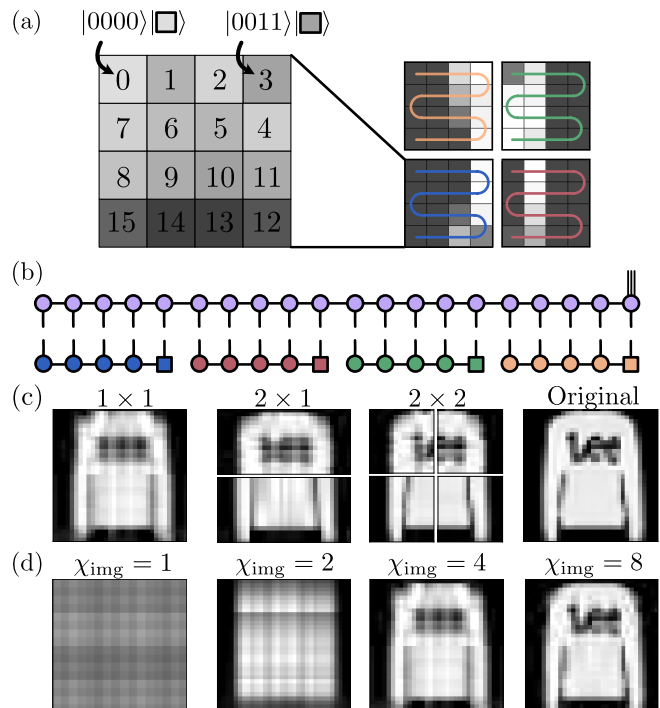 (a)
|0000⟩|□⟩ |0011⟩|□⟩
0 1 2 3
7 6 5 4
8 9 10 11
15 14 13 12
(b)
(c)
1 × 1 2 × 1 2 × 2 Original
(d)
χimg = 1 χimg = 2 χimg = 4 χimg = 8